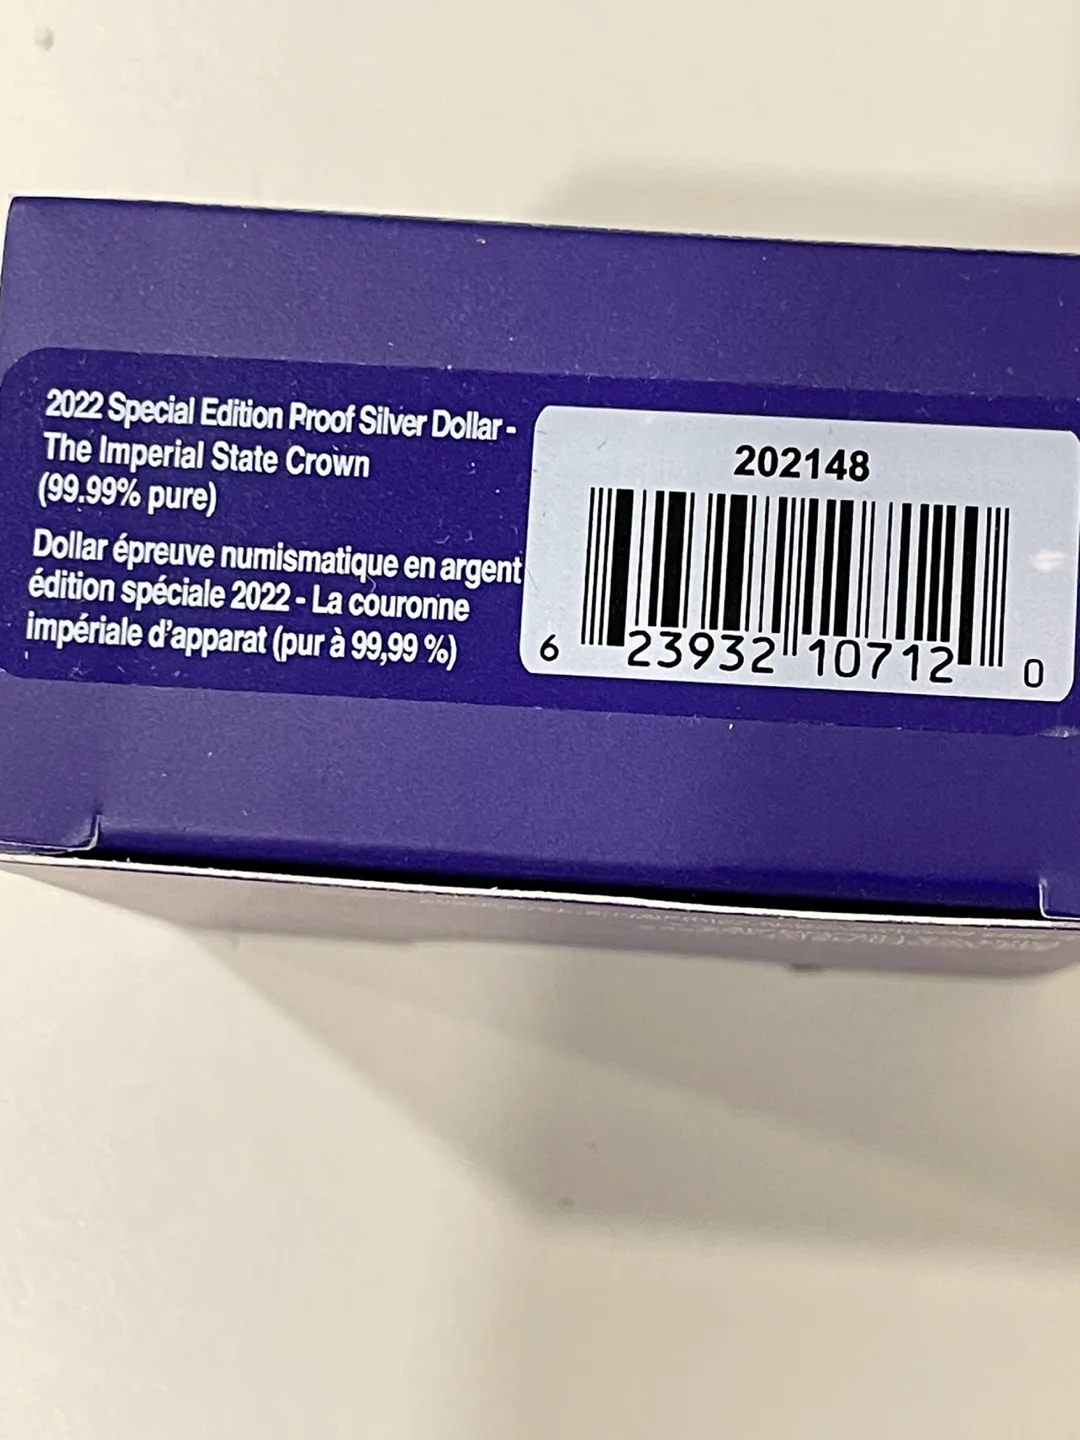 2022 Special Edition Proof Silver Dollar -
The Imperial State Crown
(99.99% pure)
Dollar épreuve numismatique en argent
édition spéciale 2022 - La couronne
impériale d'apparat (pur à 99,99 %)
202148
6 23932 10712 0